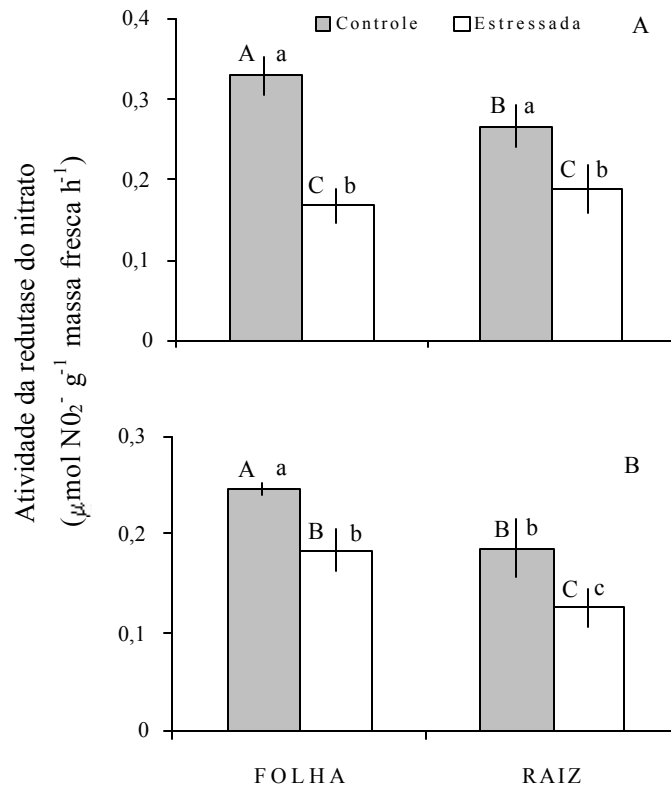 Atividade da redutase do nitrato
(μmol N0₂⁻ g⁻¹ massa fresca h⁻¹)
0,4
0,3
0,2
0,1
0
Controle Estressada
A
A a
C b
B a
C b
0,3
0,2
0,1
0
B
A a
B b
B b
C c
FOLHA RAIZ